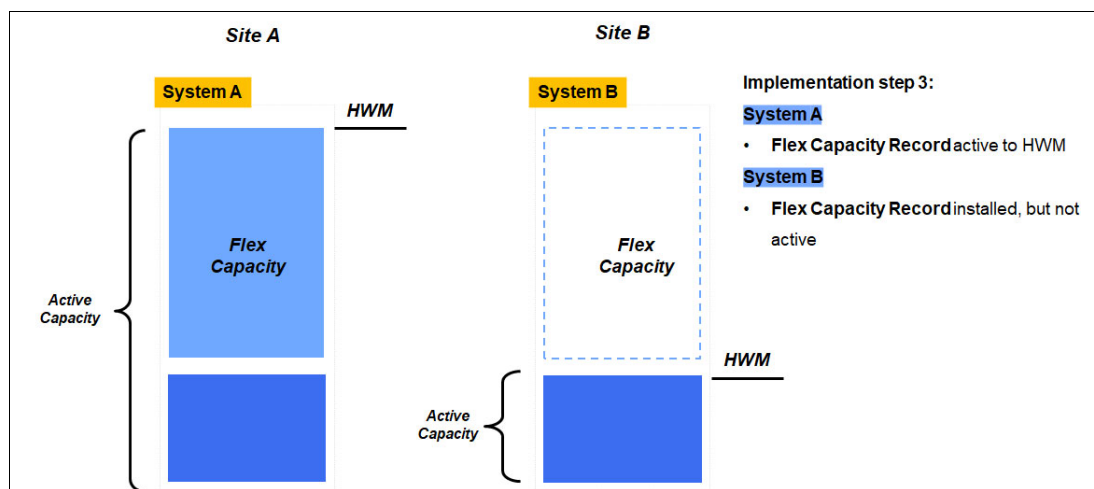 Site A
Site B
System A
HWM
System B
Implementation step 3:
System A
• Flex Capacity Record active to HWM
System B
• Flex Capacity Record installed, but not
active
Flex
Capacity
Flex
Capacity
Active
Capacity
HWM
Active
Capacity